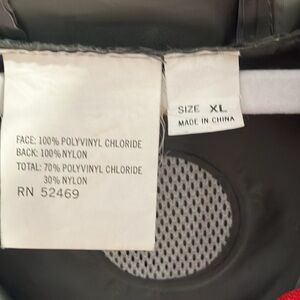 FACE: 100% POLYVINYL CHLORIDE
BACK: 100% NYLON
TOTAL: 70% POLYVINYL CHLORIDE
30% NYLON
RN 52469
SIZE XL
MADE IN CHINA